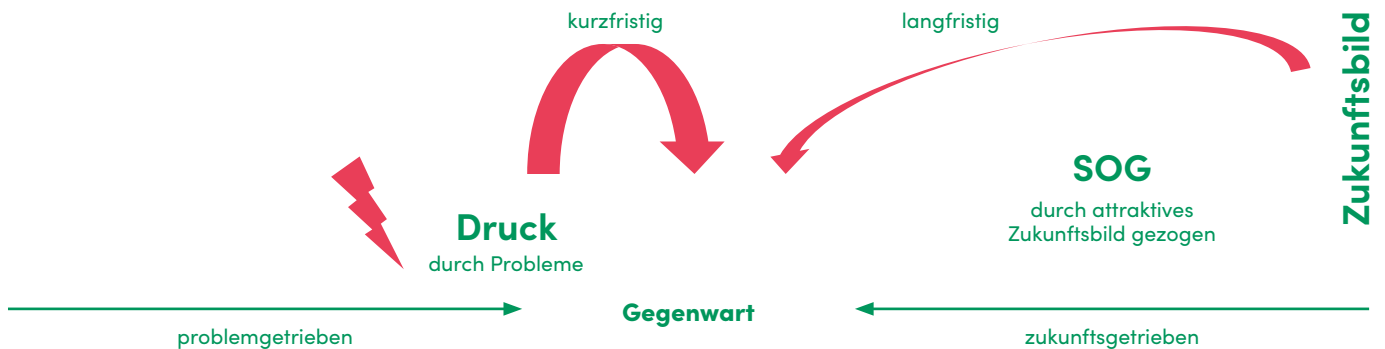 kurzfristig
langfristig
Zukunftsbild
SOG
durch attraktives
Zukunftsbild gezogen
Druck
durch Probleme
Gegenwart
problemgetrieben
zukunftsgetrieben